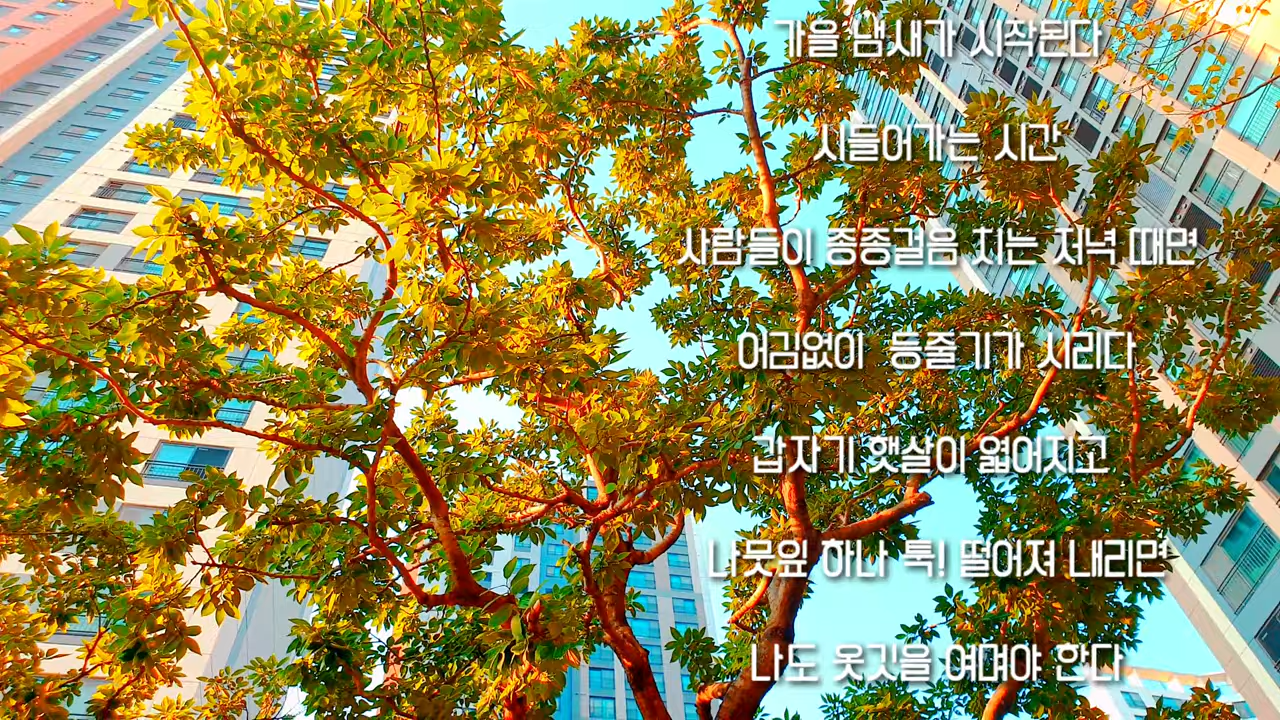 가을 냄새가 시작된다
시들어가는 시간
사람들이 종종걸음 치는 저녁 때면
어김없이 등줄기가 시리다
갑자기 햇살이 엷어지고
나뭇잎 하나 툭! 떨어져 내리면
나도 옷깃을 여며야 한다